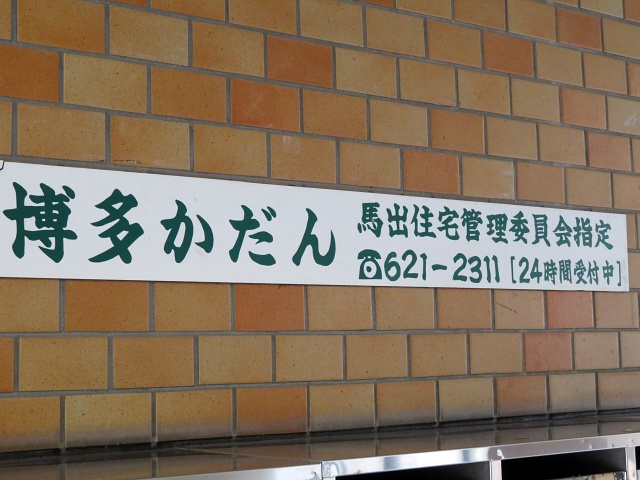 博多かだん
馬出住宅管理委員会指定
☎621-2311 [24時間受付中]